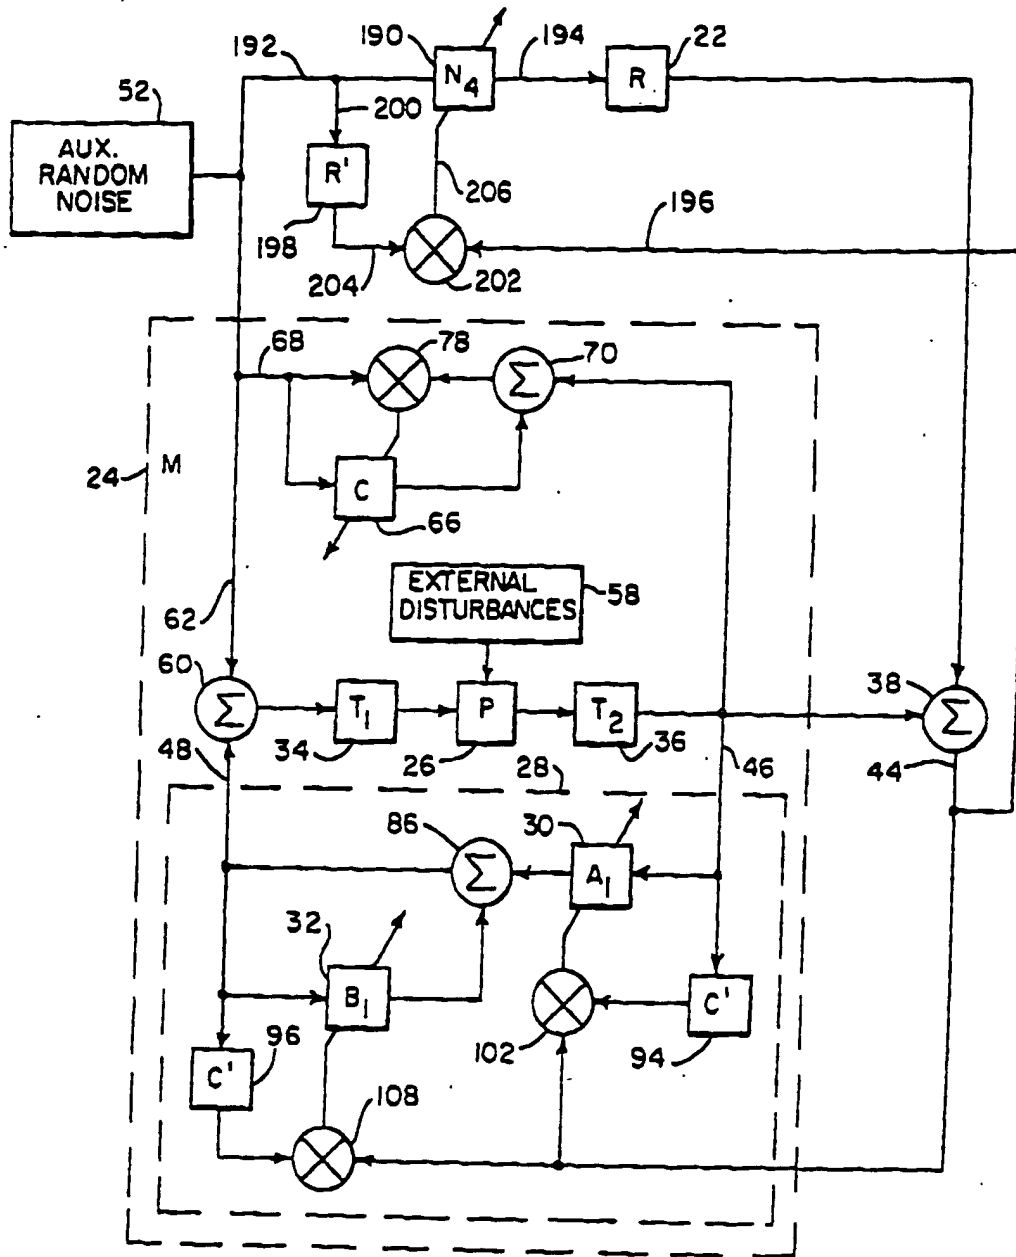 190
192
194
22
52
N4
R
200
AUX.
RANDOM
NOISE
R'
206
196
198
204
202
68
78
70
24
M
C
66
EXTERNAL
DISTURBANCES
58
62
60
38
Σ
T1
P
T2
Σ
48
34
26
36
46
44
28
86
30
Σ
A1
32
B1
C'
96
102
94
C'
108
Σ